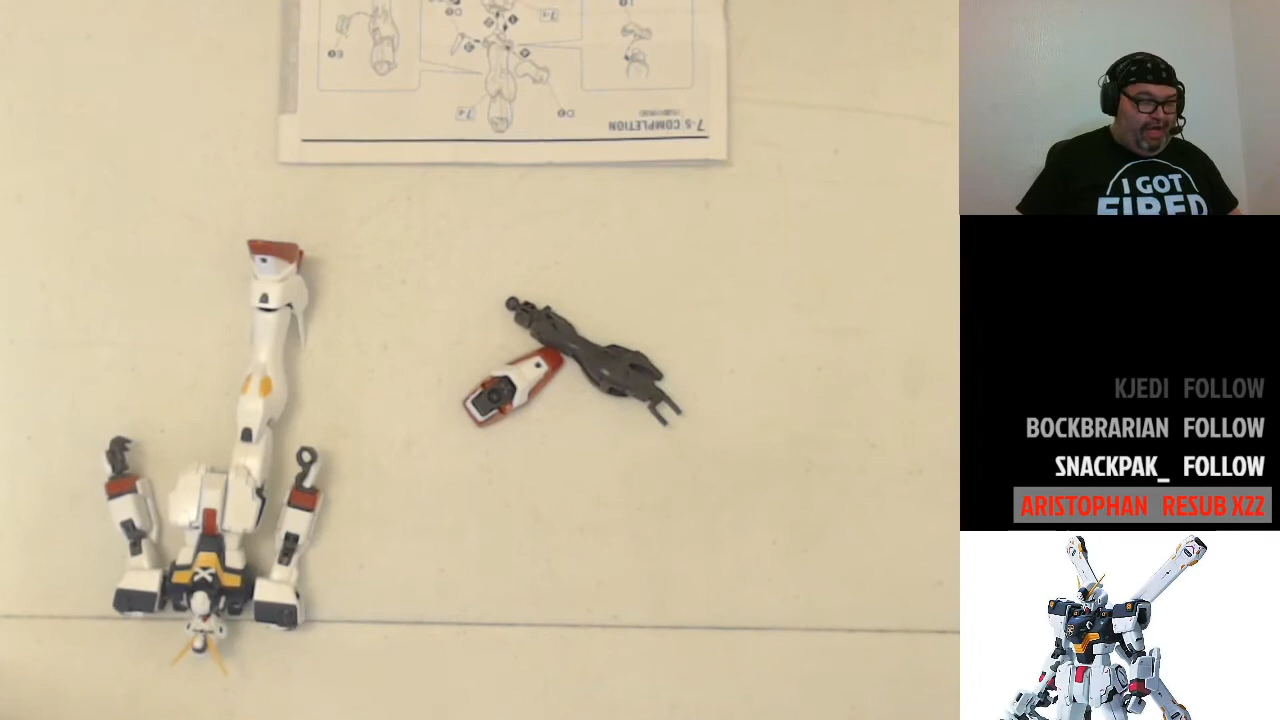 7-5 COMPLETION
I GOT
FIRED
KJEDI FOLLOW
BOCKBRARIAN FOLLOW
SNACKPAK_ FOLLOW
ARISTOPHAN RESUB X22